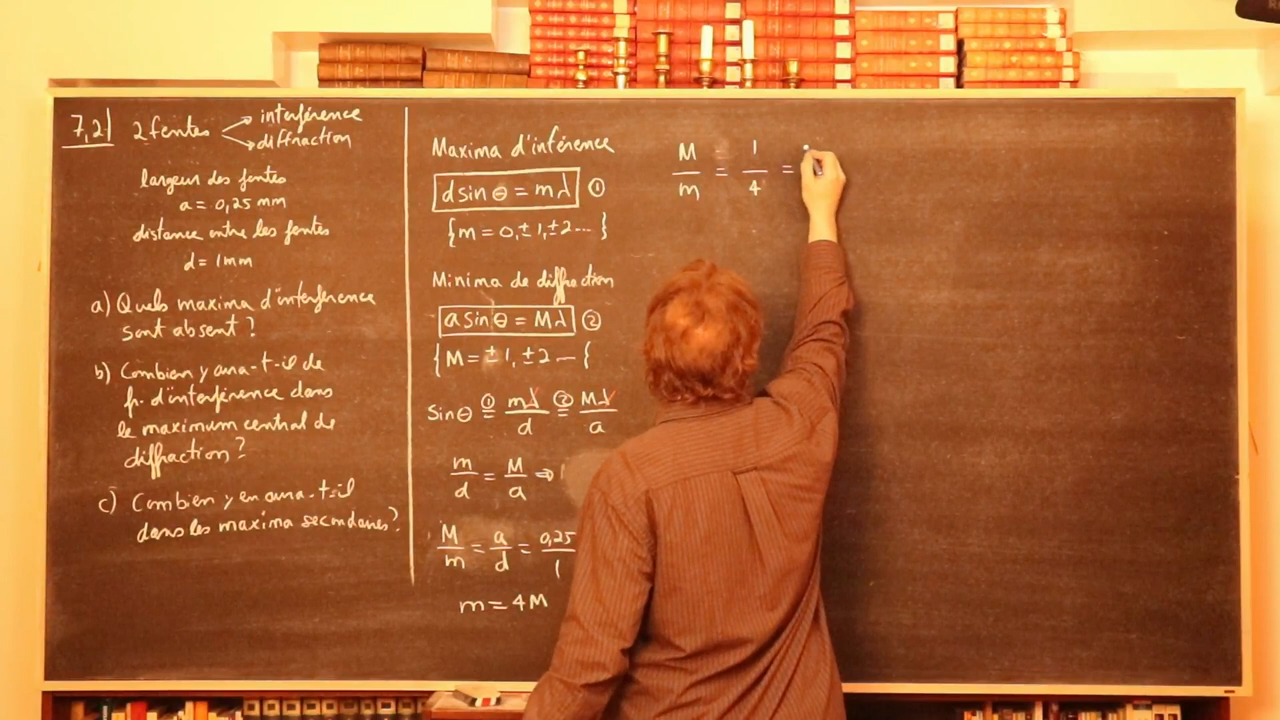 7,2 2 fentes interférence
diffraction
largeur des fentes
a = 0,25 mm
distance entre les fentes
d = 1mm
a) Quels maxima d'interférence
sont absent ?
b) Combien y aura-t-il de
fr. d'interférence dans
le maximum central de
diffraction ?
c) Combien y en aura-t-il
dans les maxima secondaires ?
Maxima d'inférence
d sin θ = mλ ①
{m = 0, ±1, ±2 ... }
Minima de diffraction
a sin θ = Mλ ②
{M = ±1, ±2 ... {
Sin θ ①= mλ/d ②= Mλ/a
m/d = M/a ⇒
M/m = a/d = 0,25/1
m = 4M
M/m = 1/4 =